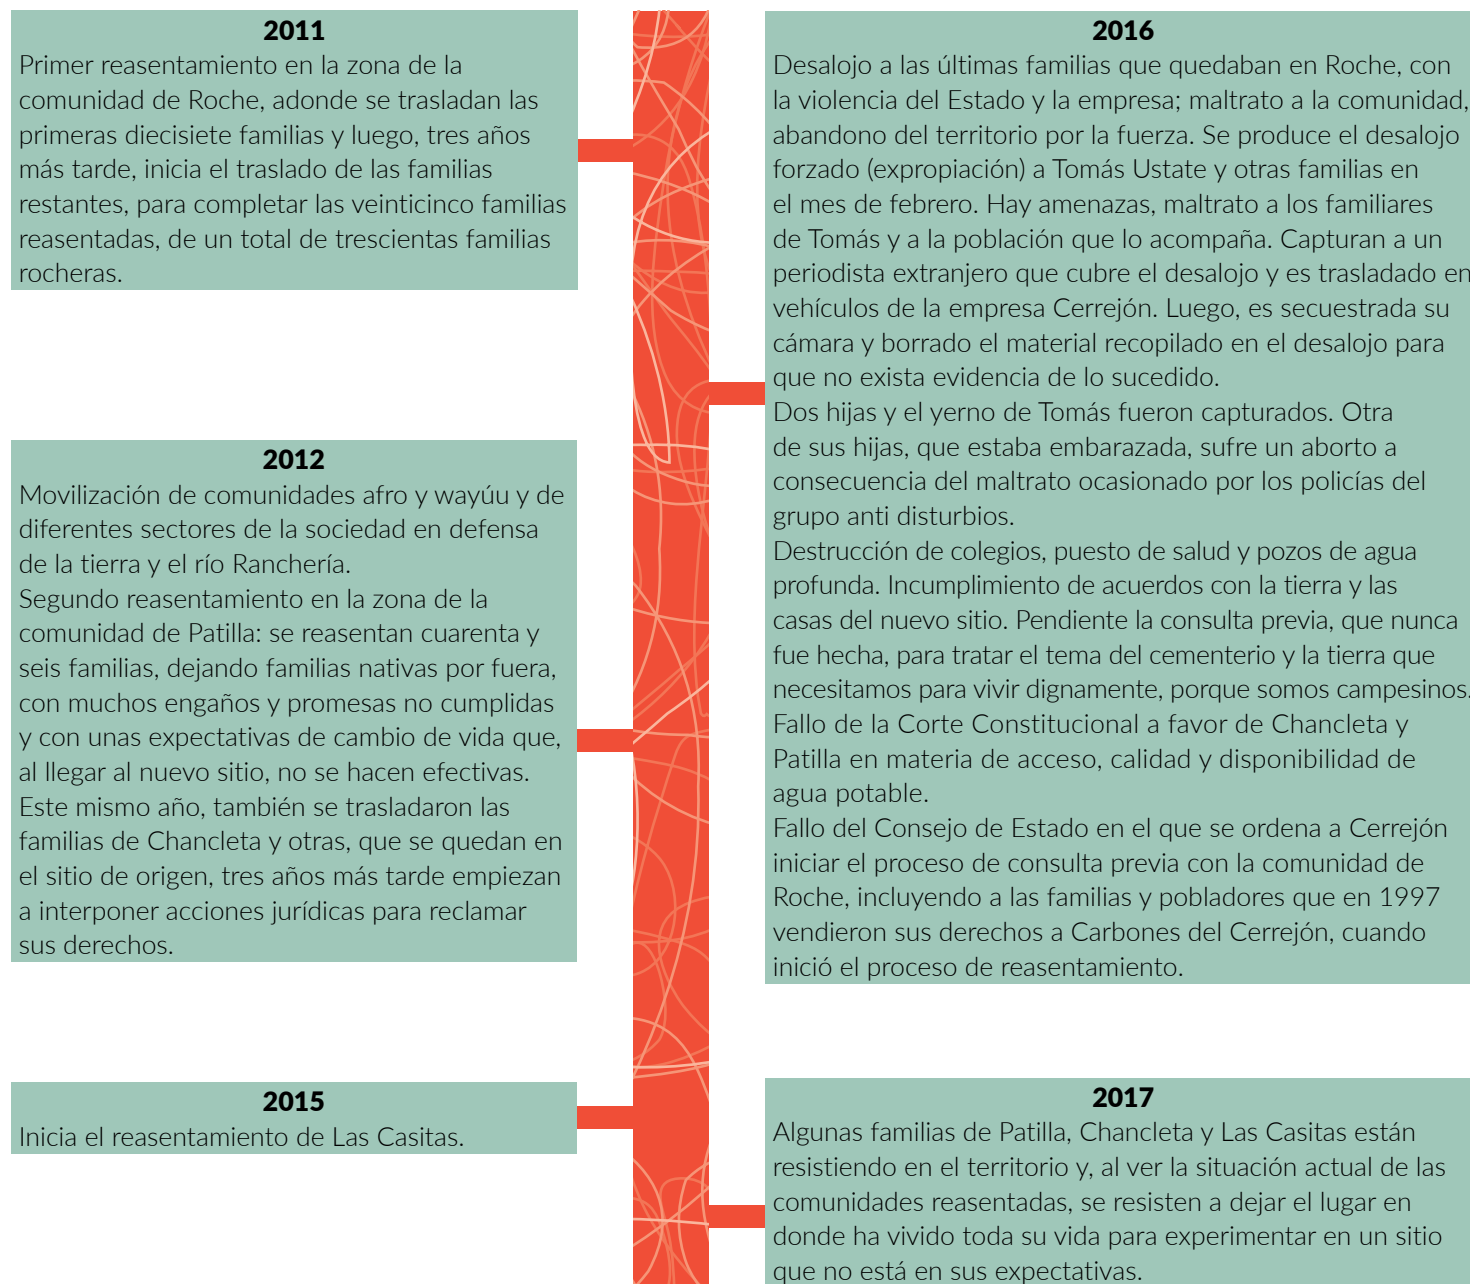 2011
Primer reasentamiento en la zona de la
comunidad de Roche, adonde se trasladan las
primeras diecisiete familias y luego, tres años
más tarde, inicia el traslado de las familias
restantes, para completar las veinticinco familias
reasentadas, de un total de trescientas familias
rocheras.
2012
Movilización de comunidades afro y wayúu y de
diferentes sectores de la sociedad en defensa
de la tierra y el río Ranchería.
Segundo reasentamiento en la zona de la
comunidad de Patilla: se reasentan cuarenta y
seis familias, dejando familias nativas por fuera,
con muchos engaños y promesas no cumplidas
y con unas expectativas de cambio de vida que,
al llegar al nuevo sitio, no se hacen efectivas.
Este mismo año, también se trasladaron las
familias de Chancleta y otras, que se quedan en
el sitio de origen, tres años más tarde empiezan
a interponer acciones jurídicas para reclamar
sus derechos.
2015
Inicia el reasentamiento de Las Casitas.
2016
Desalojo a las últimas familias que quedaban en Roche, con
la violencia del Estado y la empresa; maltrato a la comunidad,
abandono del territorio por la fuerza. Se produce el desalojo
forzado (expropiación) a Tomás Ustate y otras familias en
el mes de febrero. Hay amenazas, maltrato a los familiares
de Tomás y a la población que lo acompaña. Capturan a un
periodista extranjero que cubre el desalojo y es trasladado en
vehículos de la empresa Cerrejón. Luego, es secuestrada su
cámara y borrado el material recopilado en el desalojo para
que no exista evidencia de lo sucedido.
Dos hijas y el yerno de Tomás fueron capturados. Otra
de sus hijas, que estaba embarazada, sufre un aborto a
consecuencia del maltrato ocasionado por los policías del
grupo anti disturbios.
Destrucción de colegios, puesto de salud y pozos de agua
profunda. Incumplimiento de acuerdos con la tierra y las
casas del nuevo sitio. Pendiente la consulta previa, que nunca
fue hecha, para tratar el tema del cementerio y la tierra que
necesitamos para vivir dignamente, porque somos campesinos.
Fallo de la Corte Constitucional a favor de Chancleta y
Patilla en materia de acceso, calidad y disponibilidad de
agua potable.
Fallo del Consejo de Estado en el que se ordena a Cerrejón
iniciar el proceso de consulta previa con la comunidad de
Roche, incluyendo a las familias y pobladores que en 1997
vendieron sus derechos a Carbones del Cerrejón, cuando
inició el proceso de reasentamiento.
2017
Algunas familias de Patilla, Chancleta y Las Casitas están
resistiendo en el territorio y, al ver la situación actual de las
comunidades reasentadas, se resisten a dejar el lugar en
donde ha vivido toda su vida para experimentar en un sitio
que no está en sus expectativas.